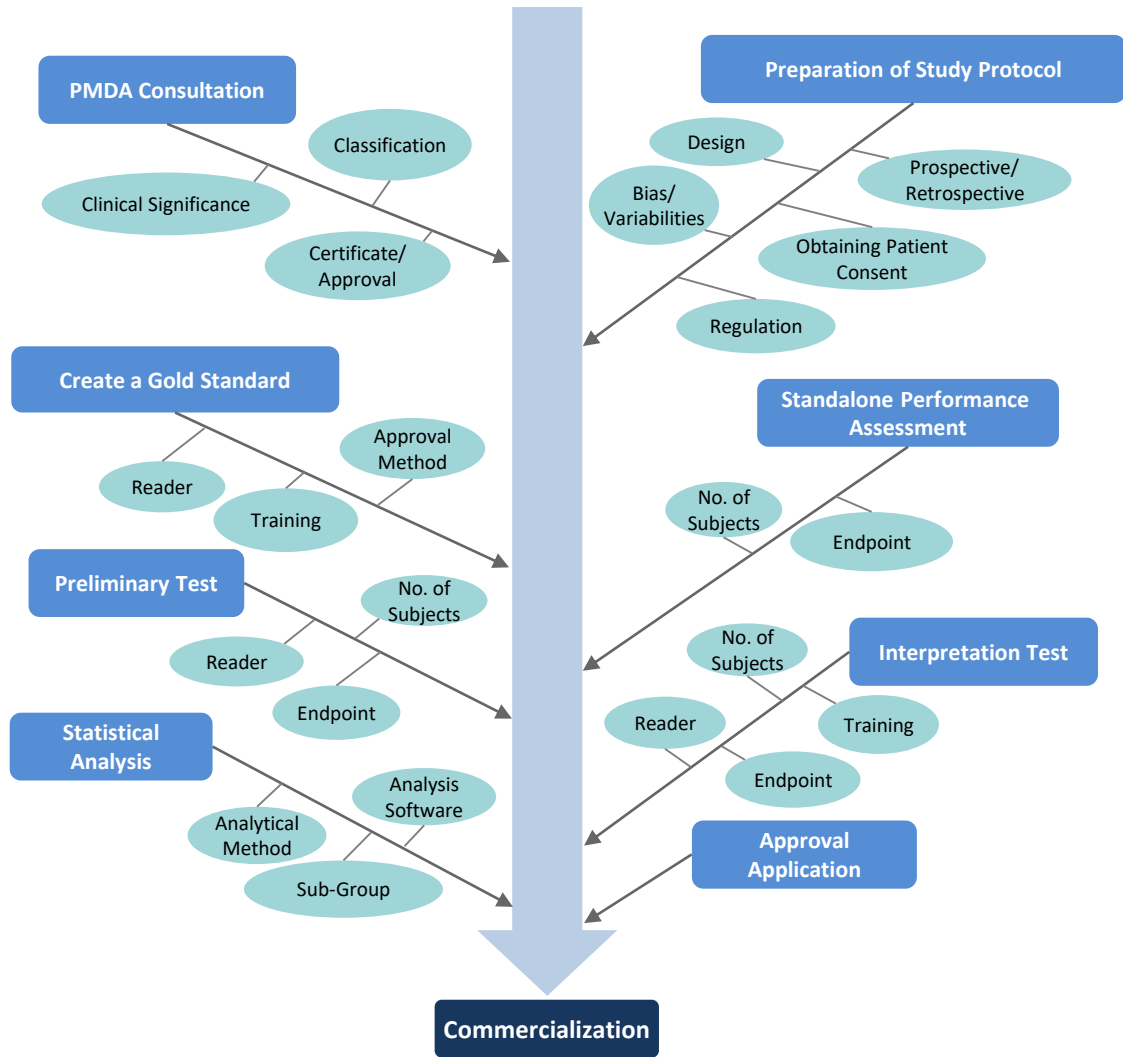 PMDA Consultation
Classification
Clinical Significance
Certificate/
Approval
Preparation of Study Protocol
Design
Prospective/
Retrospective
Bias/
Variabilities
Obtaining Patient
Consent
Regulation
Create a Gold Standard
Approval
Method
Reader
Training
Standalone Performance
Assessment
No. of
Subjects
Endpoint
Preliminary Test
No. of
Subjects
Reader
Endpoint
Interpretation Test
No. of
Subjects
Training
Reader
Endpoint
Statistical
Analysis
Analysis
Software
Analytical
Method
Sub-Group
Approval
Application
Commercialization